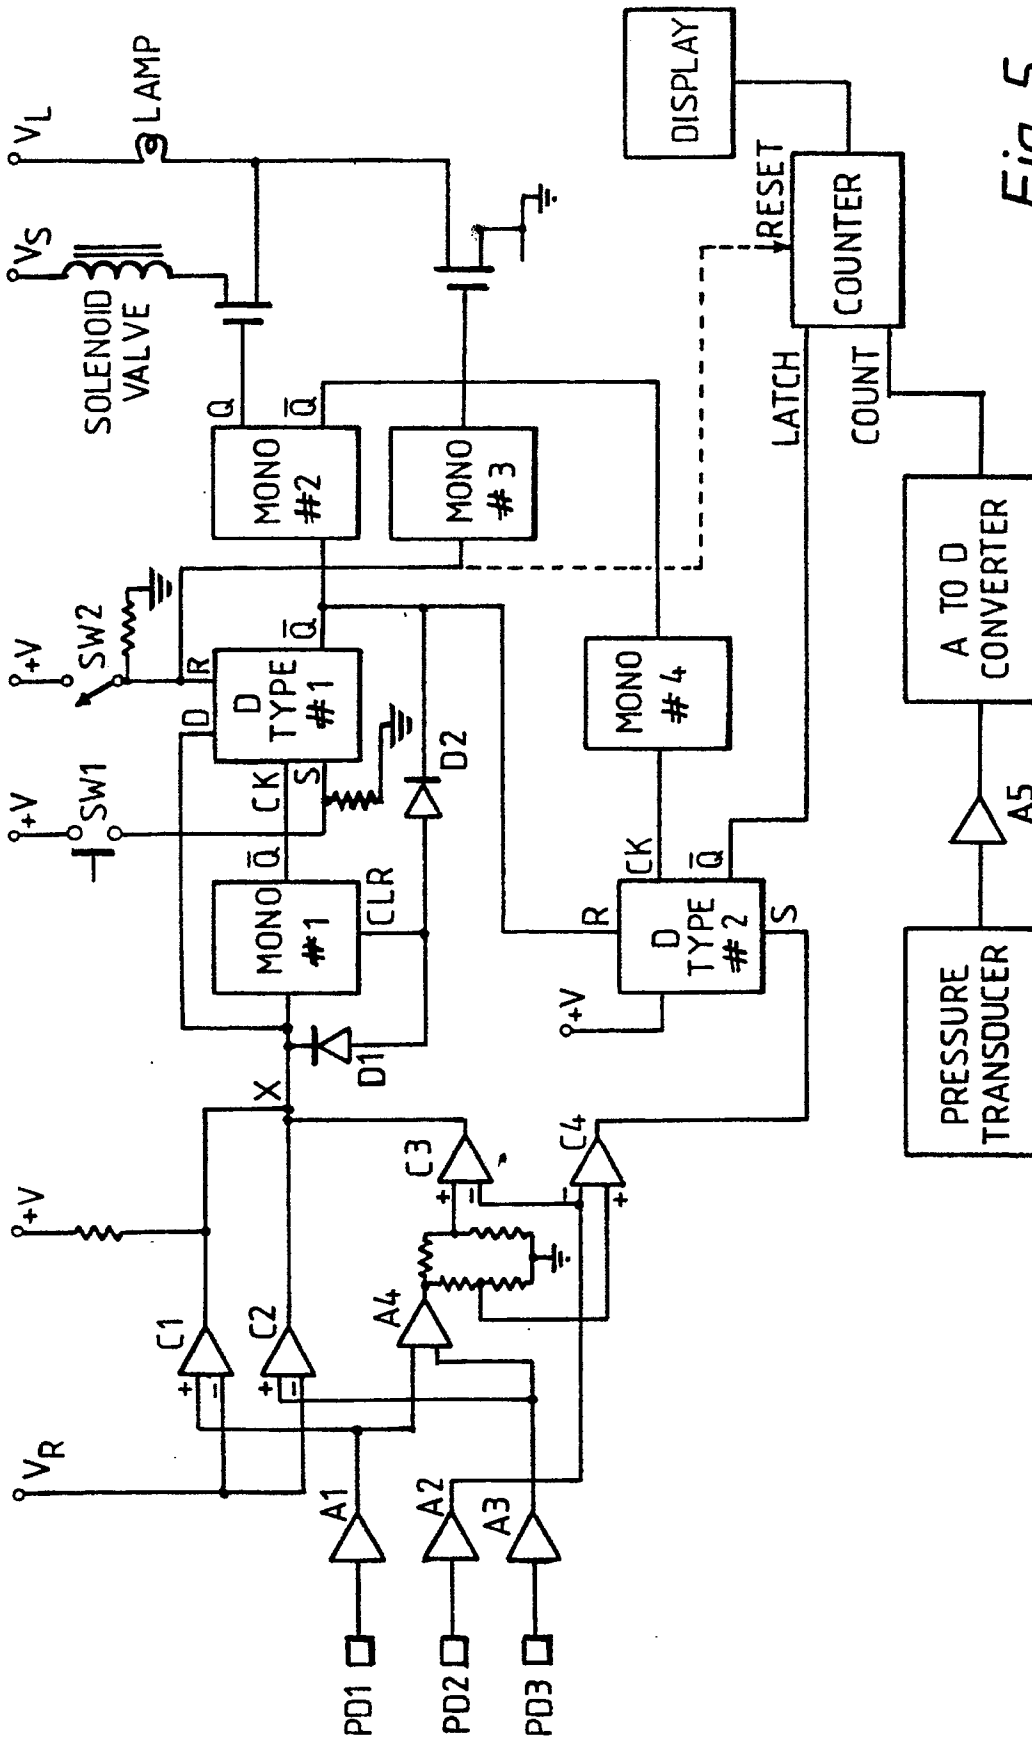 Fig. 5
VR
+V
+V
+V
VS
VL
SW1
SW2
SOLENOID
VALVE
LAMP
C1
+
−
C2
+
−
X
MONO
#1
Q̅
CLR
CK
D
R
S
D
TYPE
#1
Q̅
MONO
#2
Q
Q̅
MONO
#3
D1
D2
PD1
A1
PD2
A2
PD3
A3
A4
C3
+
−
C4
−
+
+V
R
D
TYPE
#2
CK
Q̅
S
MONO
#4
LATCH
COUNT
RESET
COUNTER
DISPLAY
PRESSURE
TRANSDUCER
A5
A TO D
CONVERTER